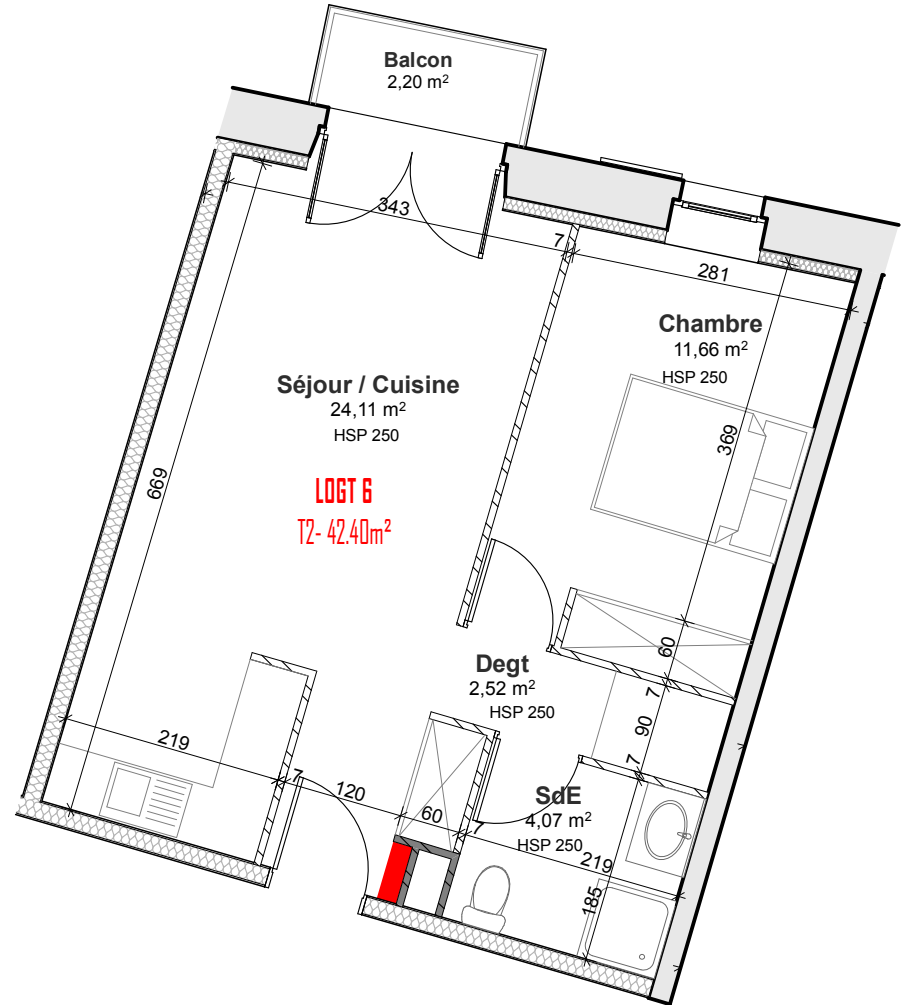 Balcon
2,20 m²
343
7
281
Chambre
11,66 m²
HSP 250
Séjour / Cuisine
24,11 m²
HSP 250
369
669
LOGT 6
T2- 42.40m²
60
Degt
2,52 m²
HSP 250
7
90
219
7
7
120
60
7
SdE
4,07 m²
HSP 250
219
185